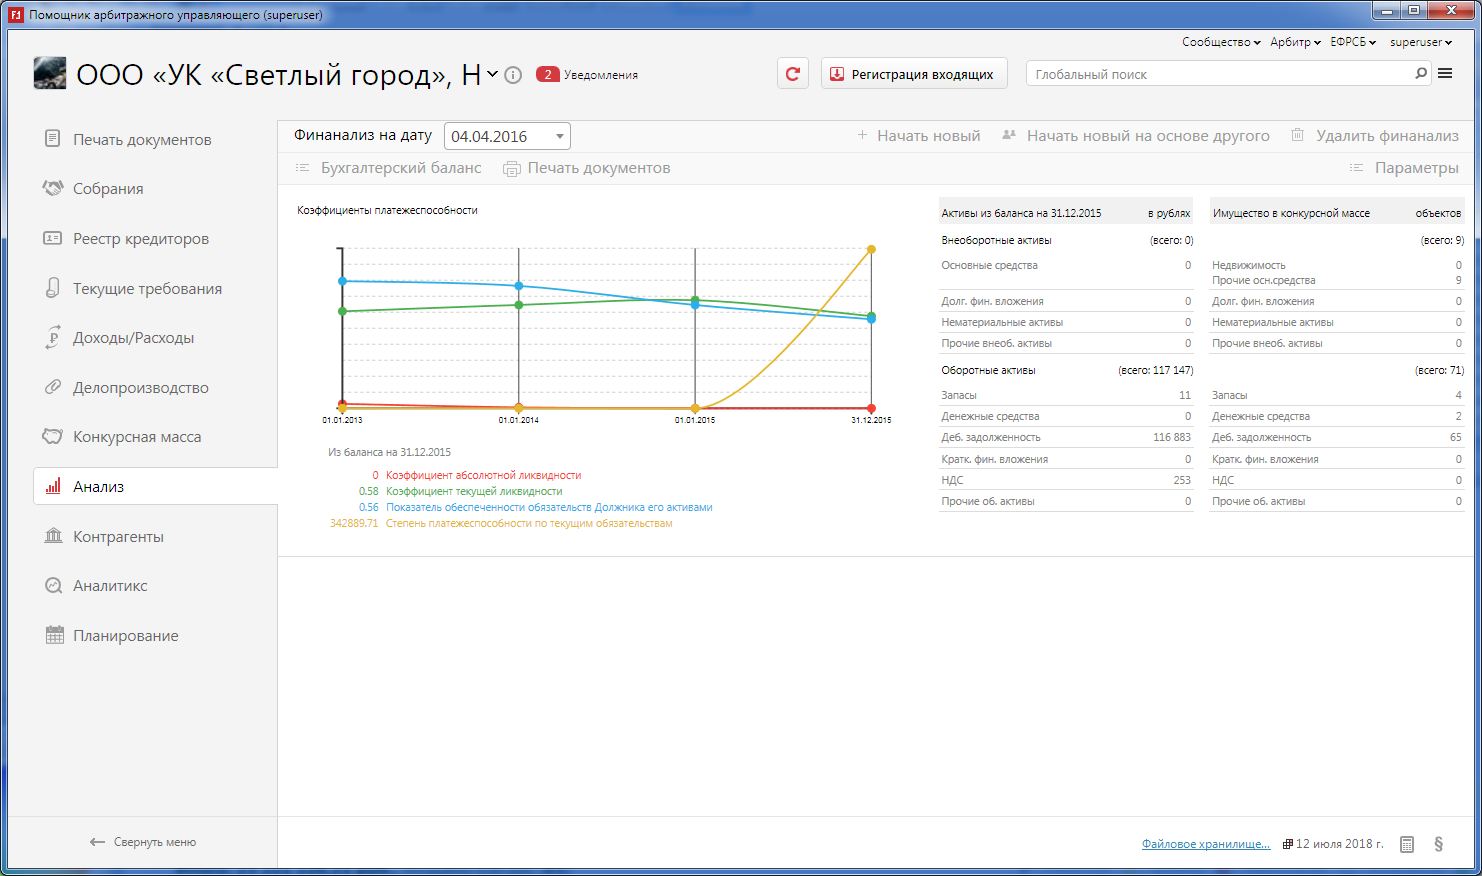 Помощник арбитражного управляющего (superuser)
Сообщество Арбитр ЕФРСБ superuser
ООО «УК «Светлый город», Н
2 Уведомления
Регистрация входящих
Глобальный поиск
Печать документов
Собрания
Реестр кредиторов
Текущие требования
Доходы/Расходы
Делопроизводство
Конкурсная масса
Анализ
Контрагенты
Аналитикс
Планирование
Свернуть меню
Финанализ на дату 04.04.2016
Начать новый
Начать новый на основе другого
Удалить финанализ
Бухгалтерский баланс
Печать документов
Параметры
Коэффициенты платежеспособности
01.01.2013 01.01.2014 01.01.2015 31.12.2015
Из баланса на 31.12.2015
0 Коэффициент абсолютной ликвидности
0.58 Коэффициент текущей ликвидности
0.56 Показатель обеспеченности обязательств Должника его активами
342889.71 Степень платежеспособности по текущим обязательствам
Активы из баланса на 31.12.2015 в рублях
Внеоборотные активы (всего: 0)
Основные средства 0
Долг. фин. вложения 0
Нематериальные активы 0
Прочие внеоб. активы 0
Оборотные активы (всего: 117 147)
Запасы 11
Денежные средства 0
Деб. задолженность 116 883
Кратк. фин. вложения 0
НДС 253
Прочие об. активы 0
Имущество в конкурсной массе объектов
(всего: 9)
Недвижимость 0
Прочие осн.средства 9
Долг. фин. вложения 0
Нематериальные активы 0
Прочие внеоб. активы 0
(всего: 71)
Запасы 4
Денежные средства 2
Деб. задолженность 65
Кратк. фин. вложения 0
НДС 0
Прочие об. активы 0
Файловое хранилище... 12 июля 2018 г. §